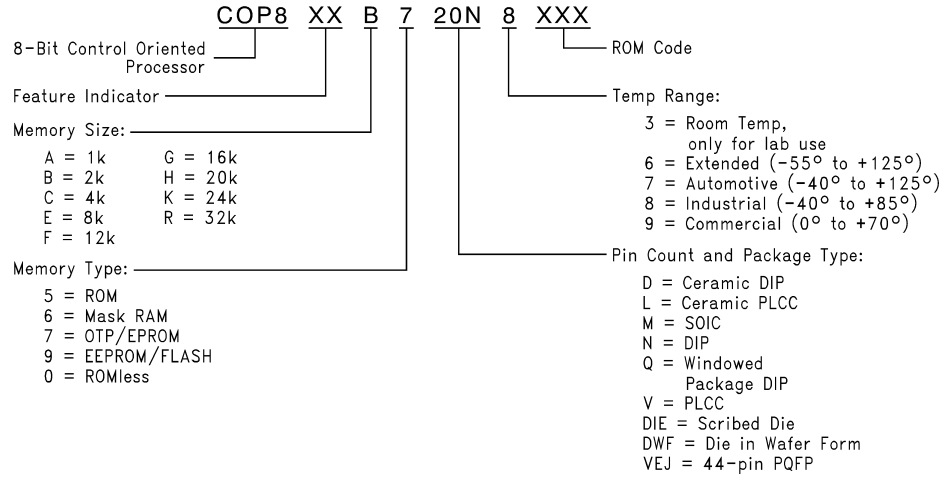 COP8 XX B 7 20N 8 XXX
8-Bit Control Oriented
Processor
Feature Indicator
Memory Size:
A = 1k G = 16k
B = 2k H = 20k
C = 4k K = 24k
E = 8k R = 32k
F = 12k
Memory Type:
5 = ROM
6 = Mask RAM
7 = OTP/EPROM
9 = EEPROM/FLASH
0 = ROMless
ROM Code
Temp Range:
3 = Room Temp,
only for lab use
6 = Extended (-55° to +125°)
7 = Automotive (-40° to +125°)
8 = Industrial (-40° to +85°)
9 = Commercial (0° to +70°)
Pin Count and Package Type:
D = Ceramic DIP
L = Ceramic PLCC
M = SOIC
N = DIP
Q = Windowed
Package DIP
V = PLCC
DIE = Scribed Die
DWF = Die in Wafer Form
VEJ = 44-pin PQFP